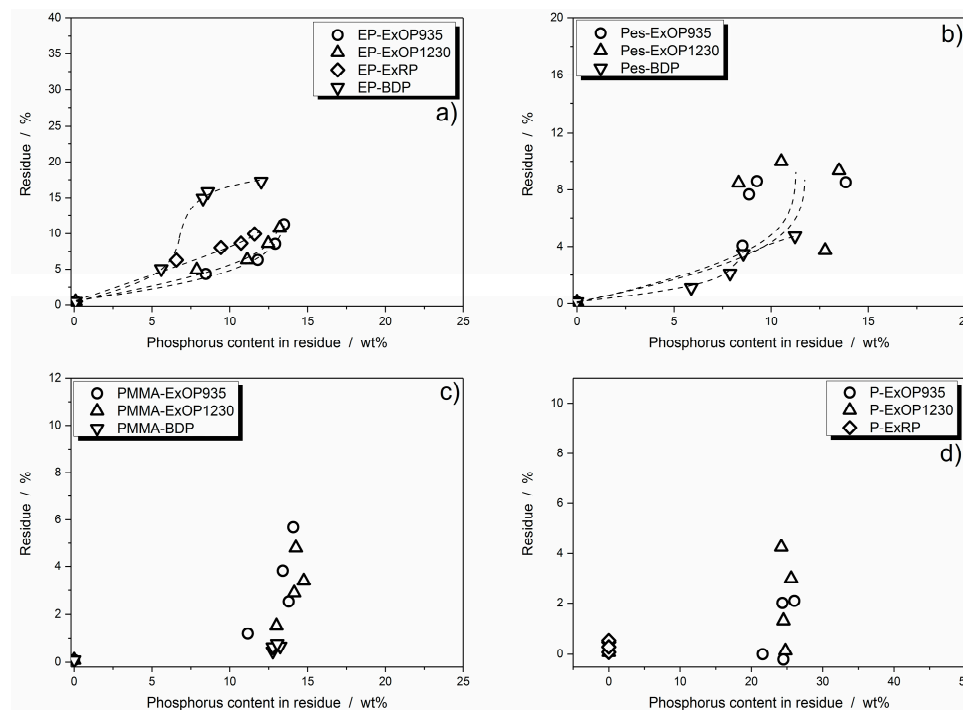 EP-ExOP935
EP-ExOP1230
EP-ExRP
EP-BDP
a)
40
35
30
25
20
15
10
5
0
Residue / %
0 5 10 15 20 25
Phosphorus content in residue / wt%
Pes-ExOP935
Pes-ExOP1230
Pes-BDP
b)
20
16
12
8
4
0
Residue / %
0 5 10 15 20
Phosphorus content in residue / wt%
PMMA-ExOP935
PMMA-ExOP1230
PMMA-BDP
c)
12
10
8
6
4
2
0
Residue / %
0 5 10 15 20 25
Phosphorus content in residue / wt%
P-ExOP935
P-ExOP1230
P-ExRP
d)
10
8
6
4
2
0
Residue / %
0 10 20 30 40
Phosphorus content in residue / wt%